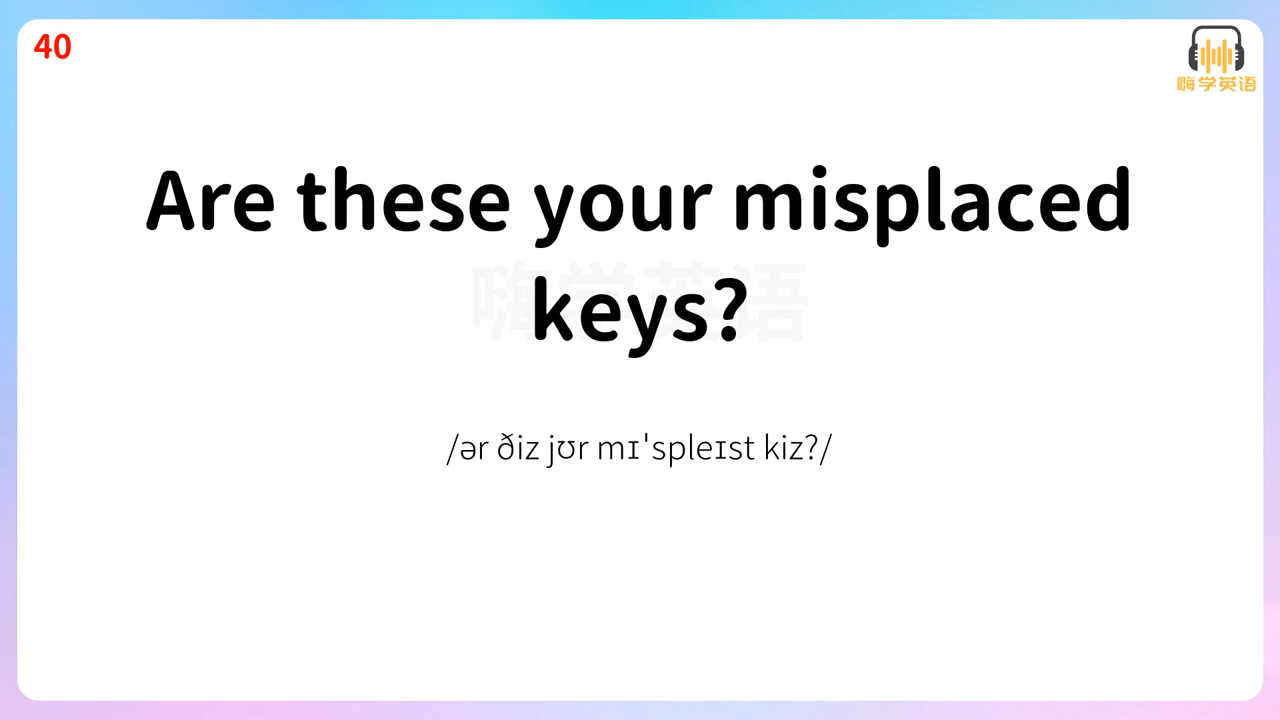 40
嗨学英语
Are these your misplaced
keys?
嗨学英语
/ər ðiz jʊr mɪˈspleɪst kiz?/